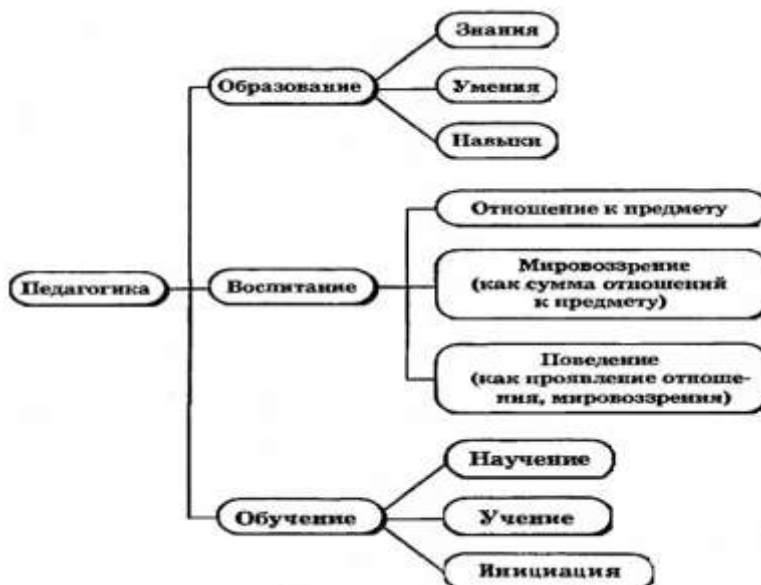 Знания
Образование
Умения
Навыки
Отношение к предмету
Мировоззрение
(как сумма отношений
к предмету)
Педагогика
Воспитание
Поведение
(как проявление отноше-
ния, мировоззрения)
Научение
Обучение
Учение
Инициация